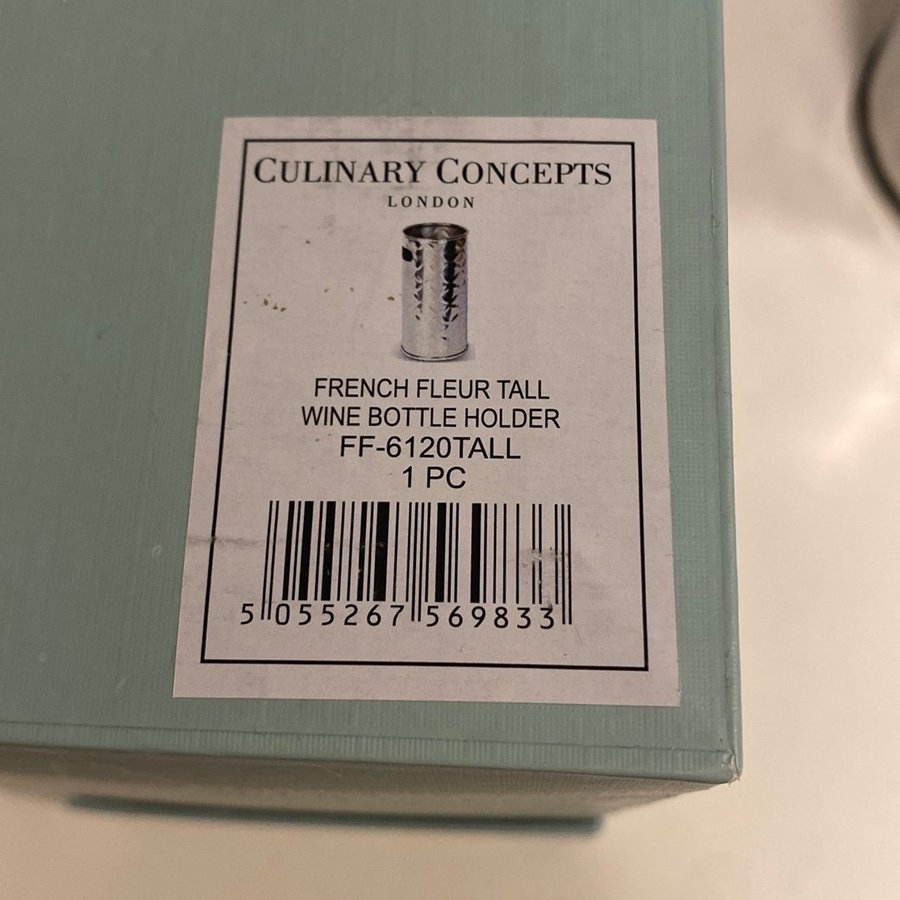 CULINARY CONCEPTS
LONDON
FRENCH FLEUR TALL
WINE BOTTLE HOLDER
FF-6120TALL
1 PC
5 055267 569833